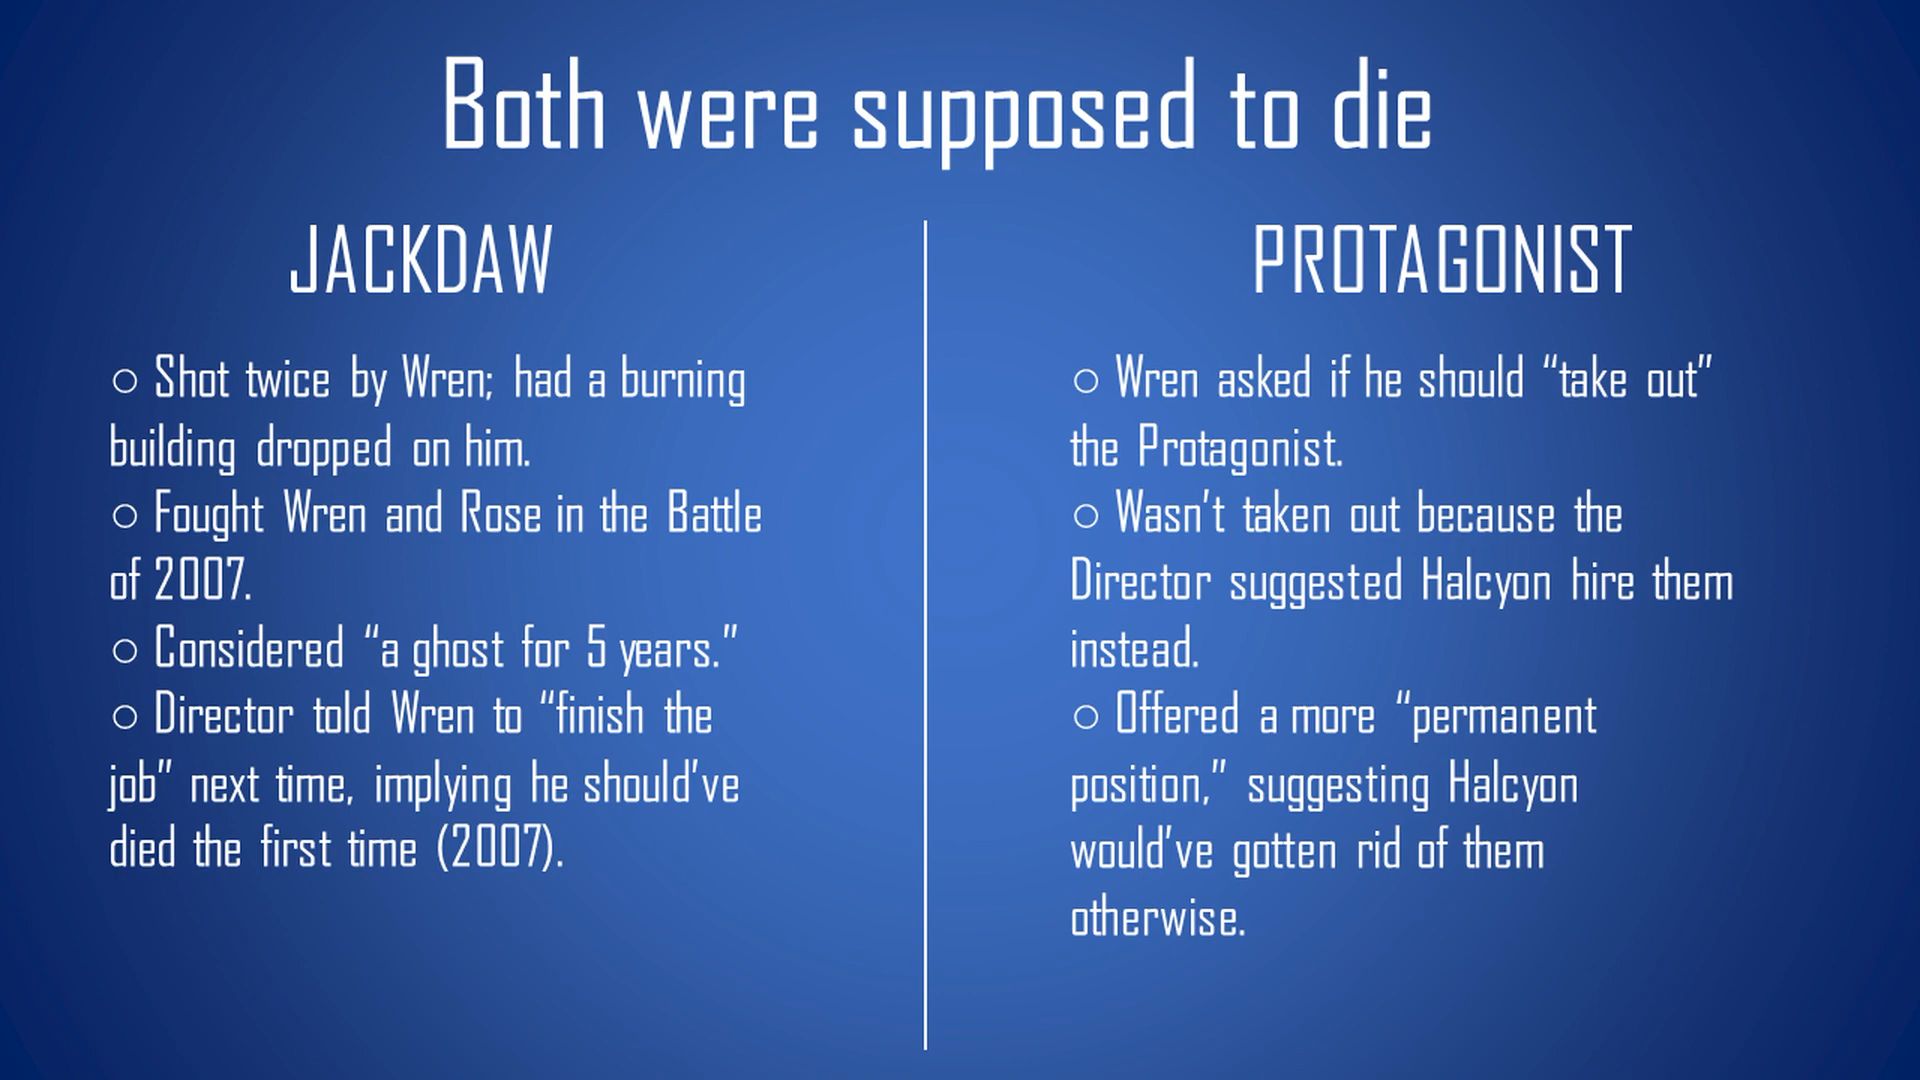 Both were supposed to die
JACKDAW
○ Shot twice by Wren; had a burning
building dropped on him.
○ Fought Wren and Rose in the Battle
of 2007.
○ Considered “a ghost for 5 years.”
○ Director told Wren to “finish the
job” next time, implying he should’ve
died the first time (2007).
PROTAGONIST
○ Wren asked if he should “take out”
the Protagonist.
○ Wasn’t taken out because the
Director suggested Halcyon hire them
instead.
○ Offered a more “permanent
position,” suggesting Halcyon
would’ve gotten rid of them
otherwise.